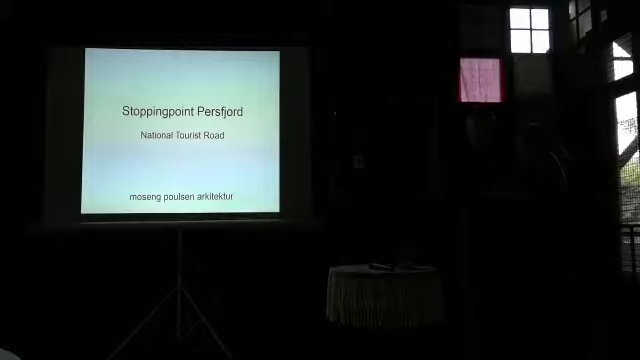 Stoppingpoint Persfjord
National Tourist Road
moseng poulsen arkitektur